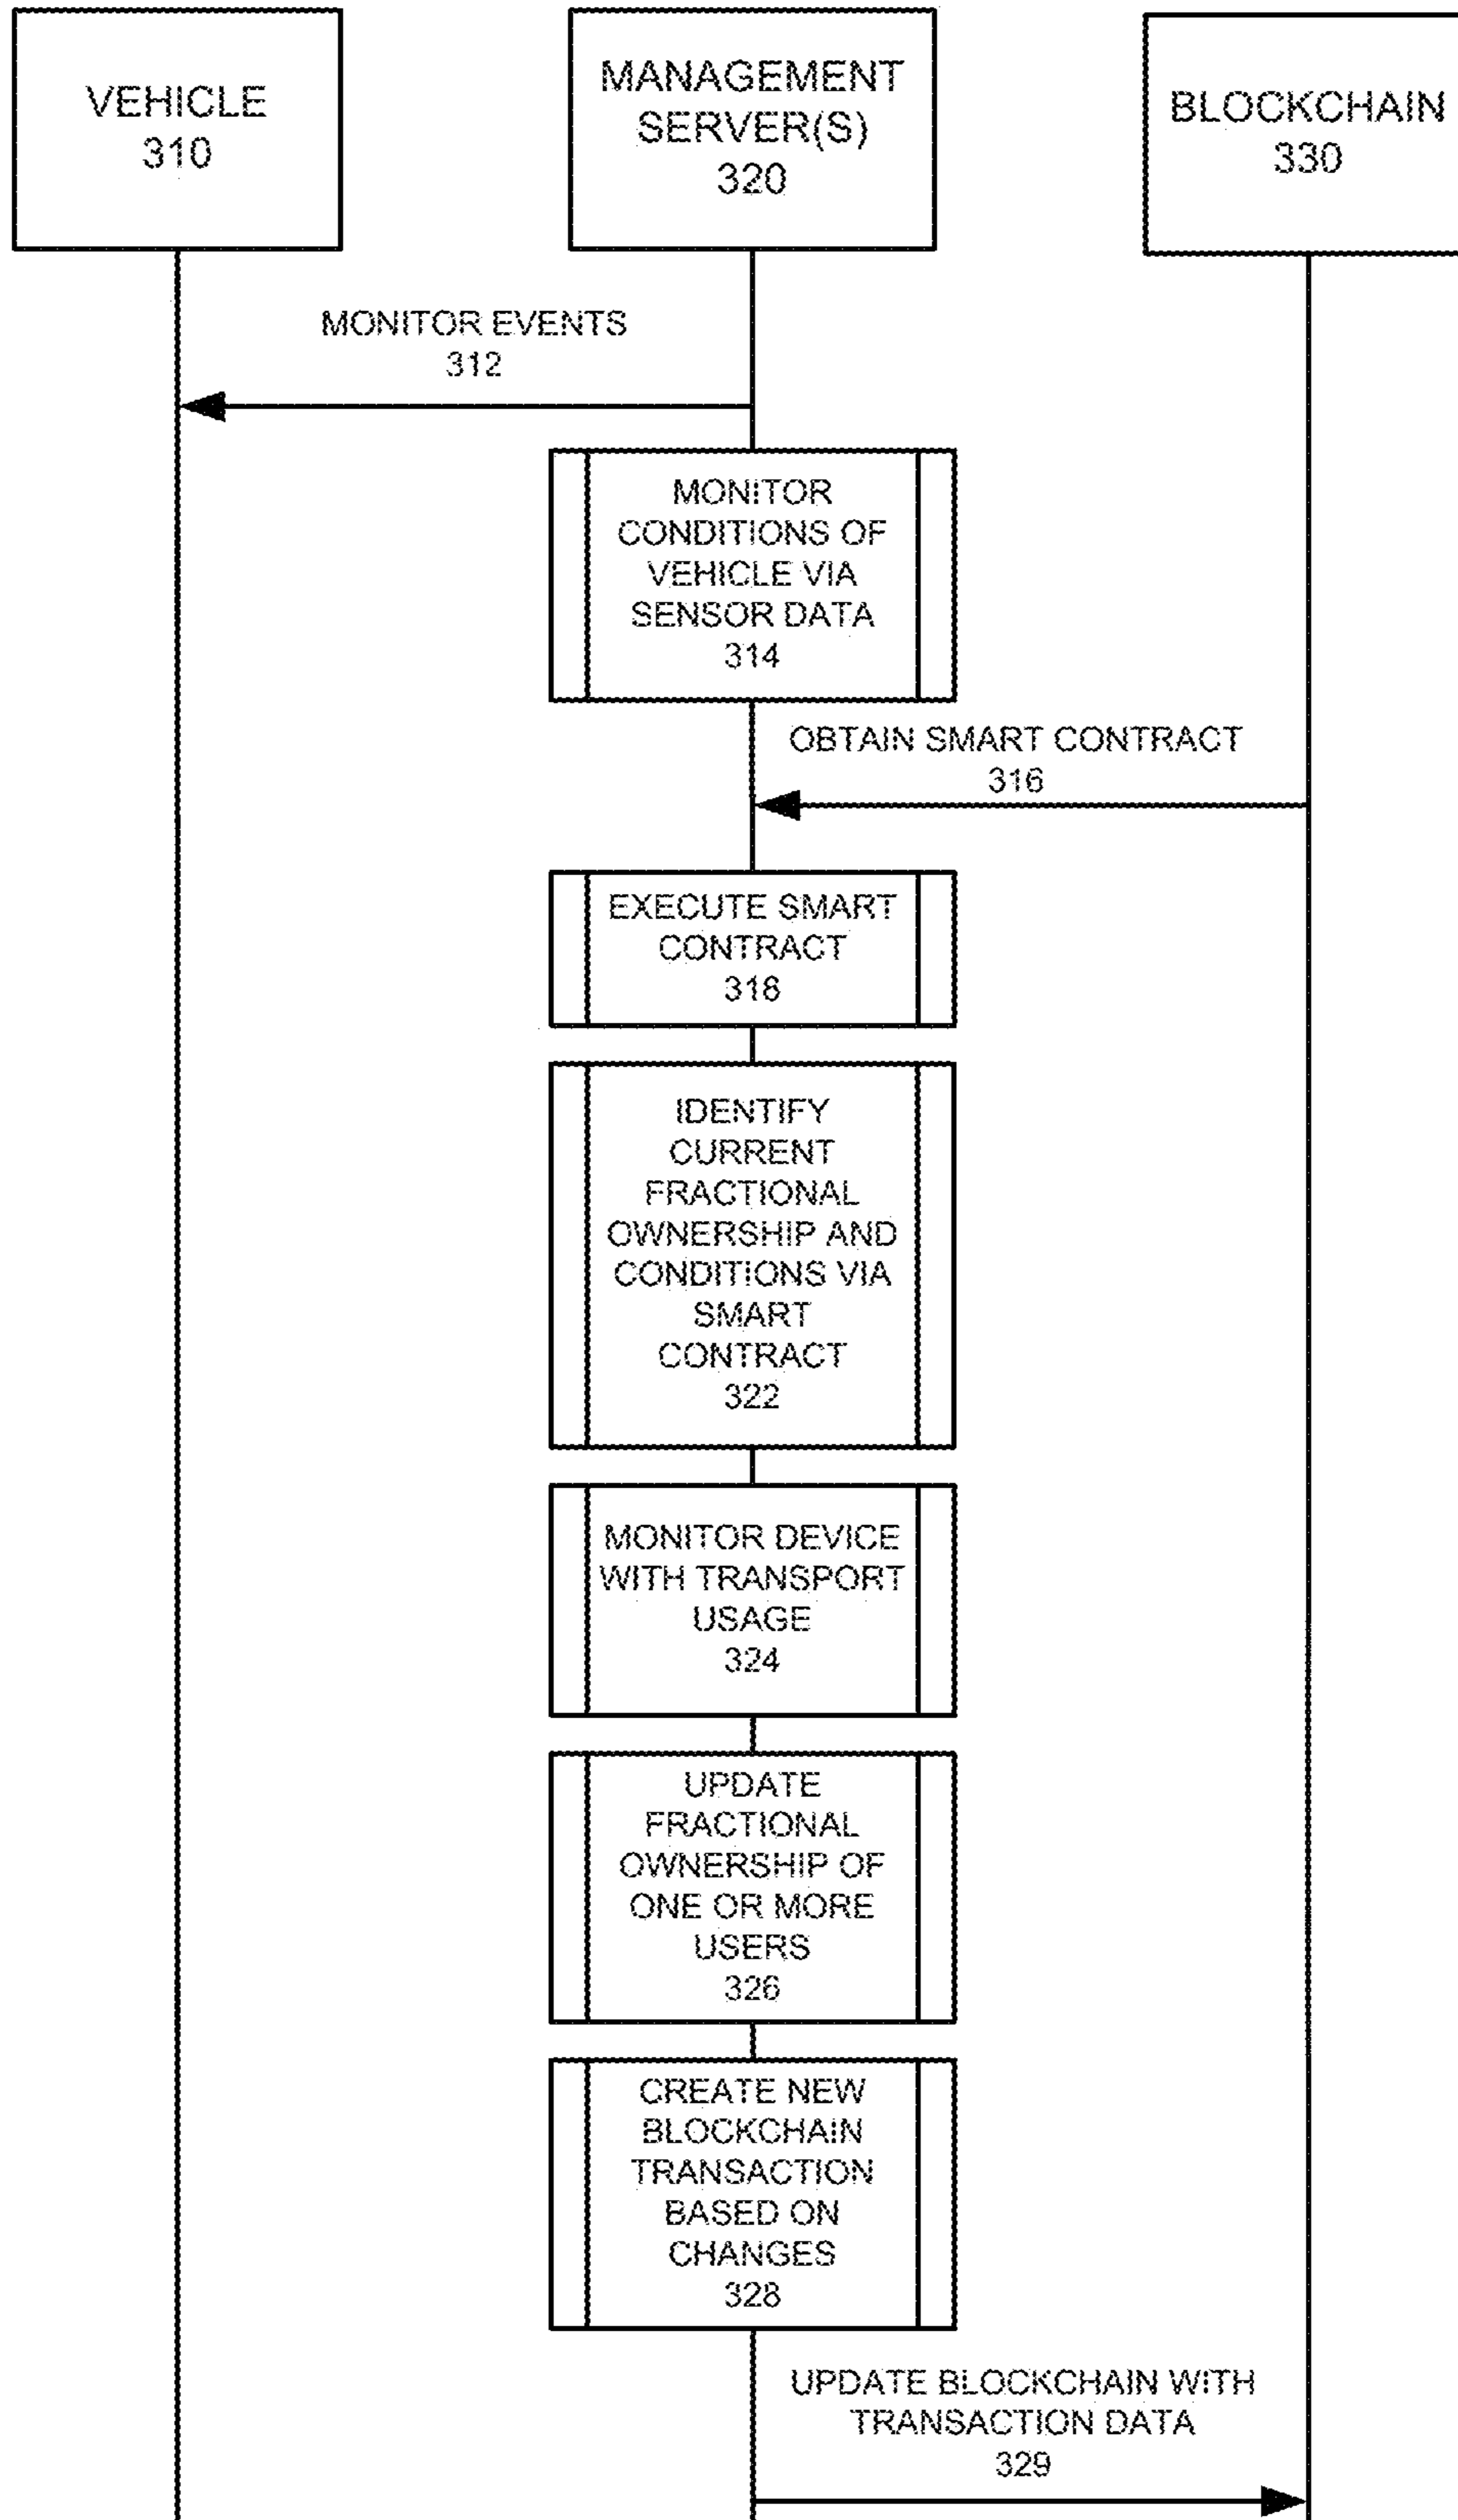 VEHICLE
310
MANAGEMENT
SERVER(S)
320
BLOCKCHAIN
330
MONITOR EVENTS
312
MONITOR
CONDITIONS OF
VEHICLE VIA
SENSOR DATA
314
OBTAIN SMART CONTRACT
316
EXECUTE SMART
CONTRACT
318
IDENTIFY
CURRENT
FRACTIONAL
OWNERSHIP AND
CONDITIONS VIA
SMART
CONTRACT
322
MONITOR DEVICE
WITH TRANSPORT
USAGE
324
UPDATE
FRACTIONAL
OWNERSHIP OF
ONE OR MORE
USERS
326
CREATE NEW
BLOCKCHAIN
TRANSACTION
BASED ON
CHANGES
328
UPDATE BLOCKCHAIN WITH
TRANSACTION DATA
329